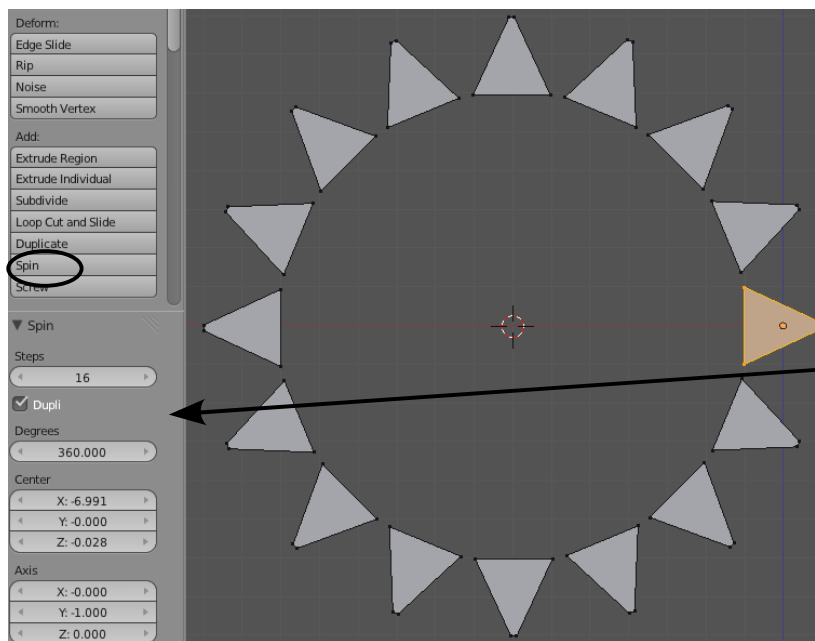 Deform:
Edge Slide
Rip
Noise
Smooth Vertex
Add:
Extrude Region
Extrude Individual
Subdivide
Loop Cut and Slide
Duplicate
Spin
Screw
Spin
Steps
16
Dupli
Degrees
360.000
Center
X: -6.991
Y: -0.000
Z: -0.028
Axis
X: -0.000
Y: -1.000
Z: 0.000